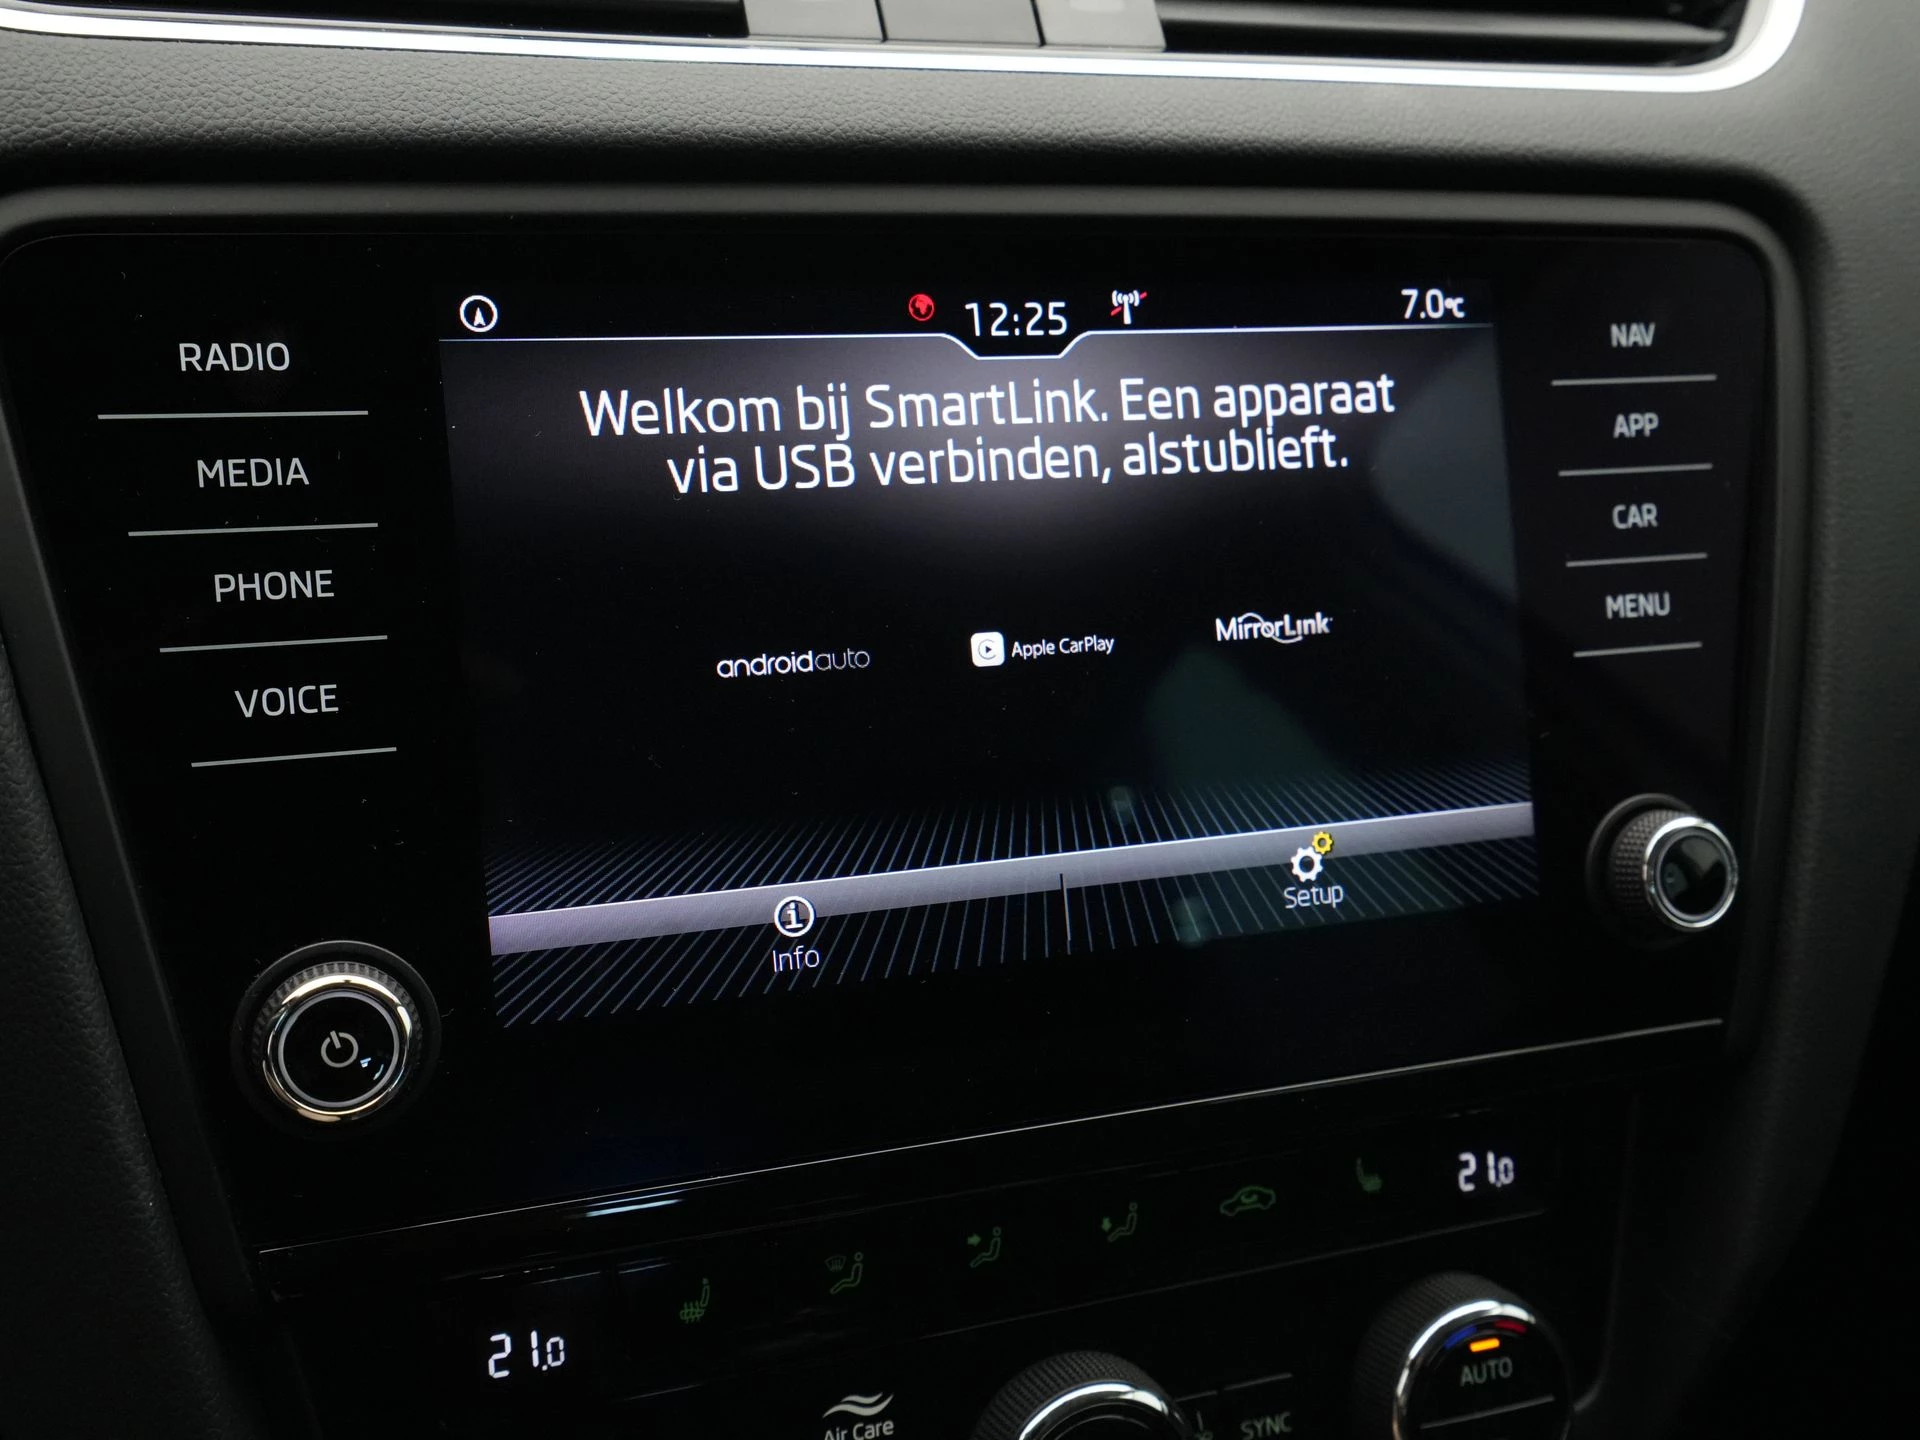 12:25
7.0°C
RADIO
MEDIA
PHONE
VOICE
Welkom bij SmartLink. Een apparaat
via USB verbinden, alstublieft.
androidauto
Apple CarPlay
MirrorLink
Info
Setup
NAV
APP
CAR
MENU
21.0
21.0
Air Care
SYNC
AUTO